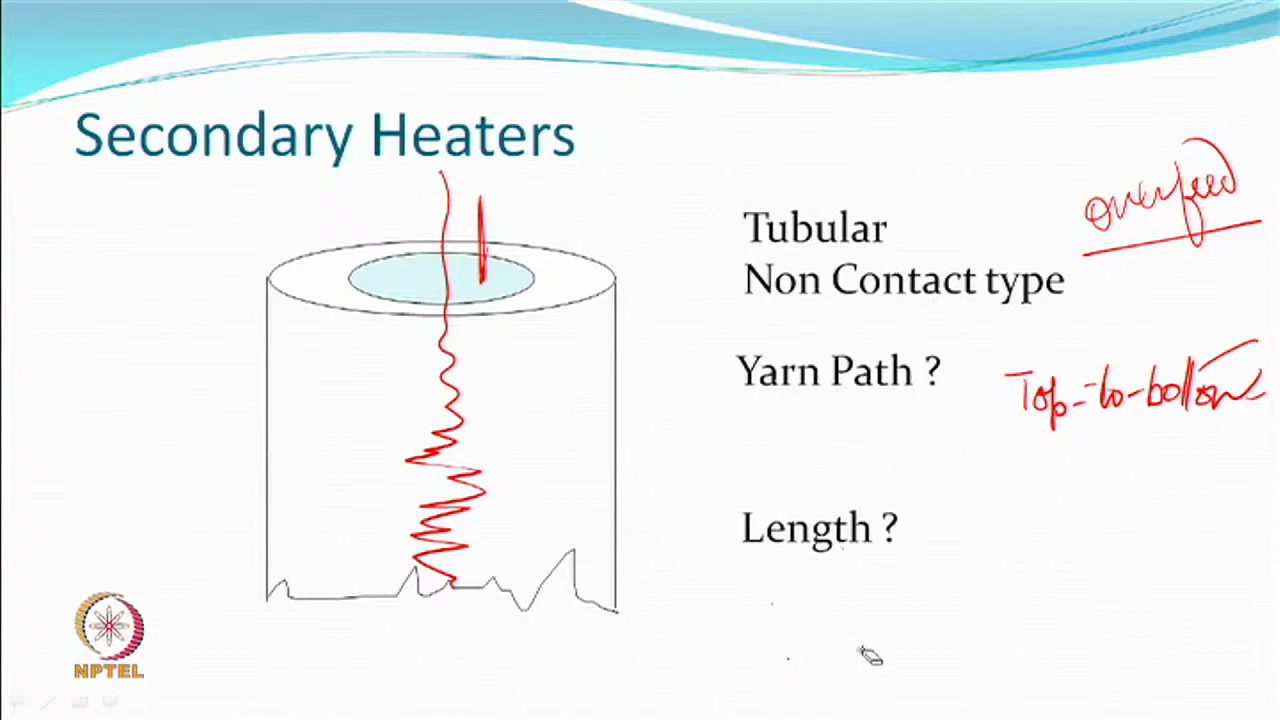 Secondary Heaters
overfeed
Tubular
Non Contact type
Yarn Path ?
Top-to-bottom
Length ?
NPTEL